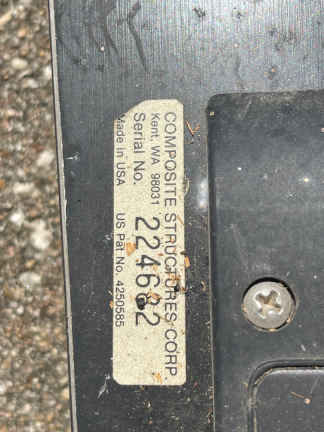 COMPOSITE STRUCTURES CORP
Kent, WA 98031
Serial No. 224682
Made in USA US Pat No. 4250585